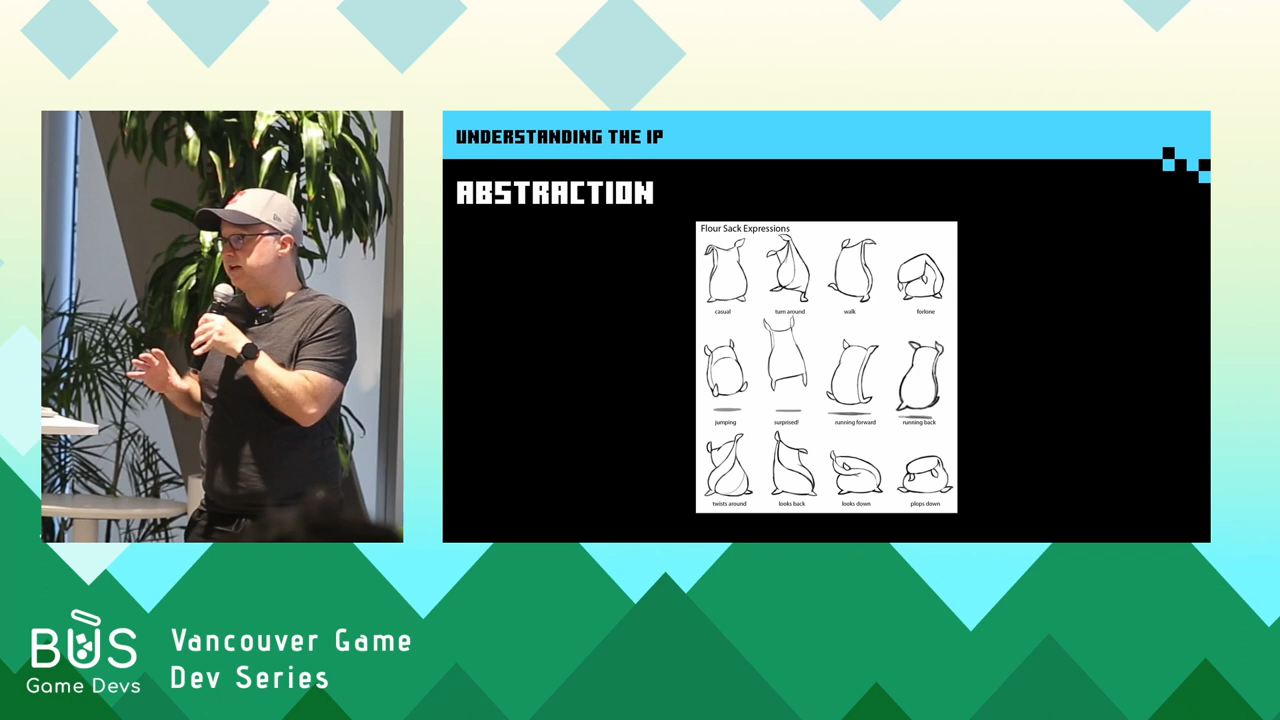 UNDERSTANDING THE IP
ABSTRACTION
Flour Sack Expressions
casual turn around walk forlone
jumping surprised! running forward running back
twists around looks back looks down plops down
BUS
Game Devs
Vancouver Game
Dev Series